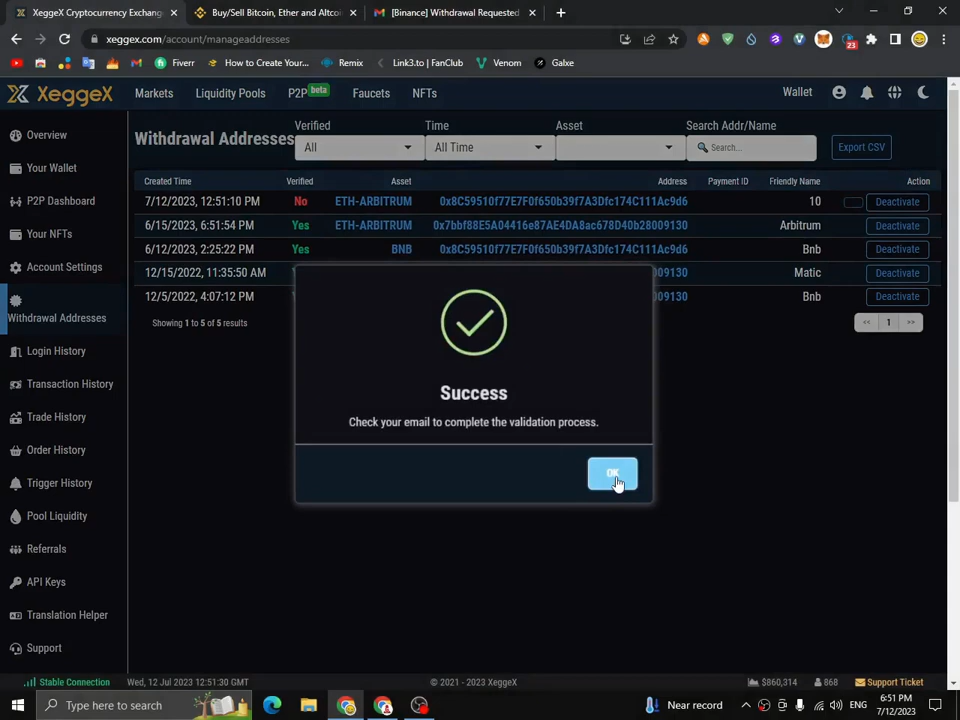 XeggeX Cryptocurrency Exchang
Buy/Sell Bitcoin, Ether and Altcoi
[Binance] Withdrawal Requested
xeggex.com/account/manageaddresses
23
Fiverr
How to Create Your...
Remix
Link3.to | FanClub
Venom
Galxe
XeggeX
Markets
Liquidity Pools
P2P beta
Faucets
NFTs
Wallet
Overview
Your Wallet
P2P Dashboard
Your NFTs
Account Settings
Withdrawal Addresses
Login History
Transaction History
Trade History
Order History
Trigger History
Pool Liquidity
Referrals
API Keys
Translation Helper
Support
Withdrawal Addresses
Verified
Time
Asset
Search Addr/Name
All
All Time
Search...
Export CSV
Created Time Verified Asset Address Payment ID Friendly Name Action
7/12/2023, 12:51:10 PM No ETH-ARBITRUM 0x8C59510f77E7F0f650b39f7A3Dfc174C111Ac9d6 10 Deactivate
6/15/2023, 6:51:54 PM Yes ETH-ARBITRUM 0x7bbf88E5A04416e87AE4DA8ac678D40b28009130 Arbitrum Deactivate
6/12/2023, 2:25:22 PM Yes BNB 0x8C59510f77E7F0f650b39f7A3Dfc174C111Ac9d6 Bnb Deactivate
12/15/2022, 11:35:50 AM 009130 Matic Deactivate
12/5/2022, 4:07:12 PM 009130 Bnb Deactivate
Showing 1 to 5 of 5 results
<< 1 >>
Success
Check your email to complete the validation process.
OK
Stable Connection
Wed, 12 Jul 2023 12:51:30 GMT
© 2021 - 2023 XeggeX
$860,314
868
Support Ticket
Type here to search
Near record
ENG
6:51 PM
7/12/2023